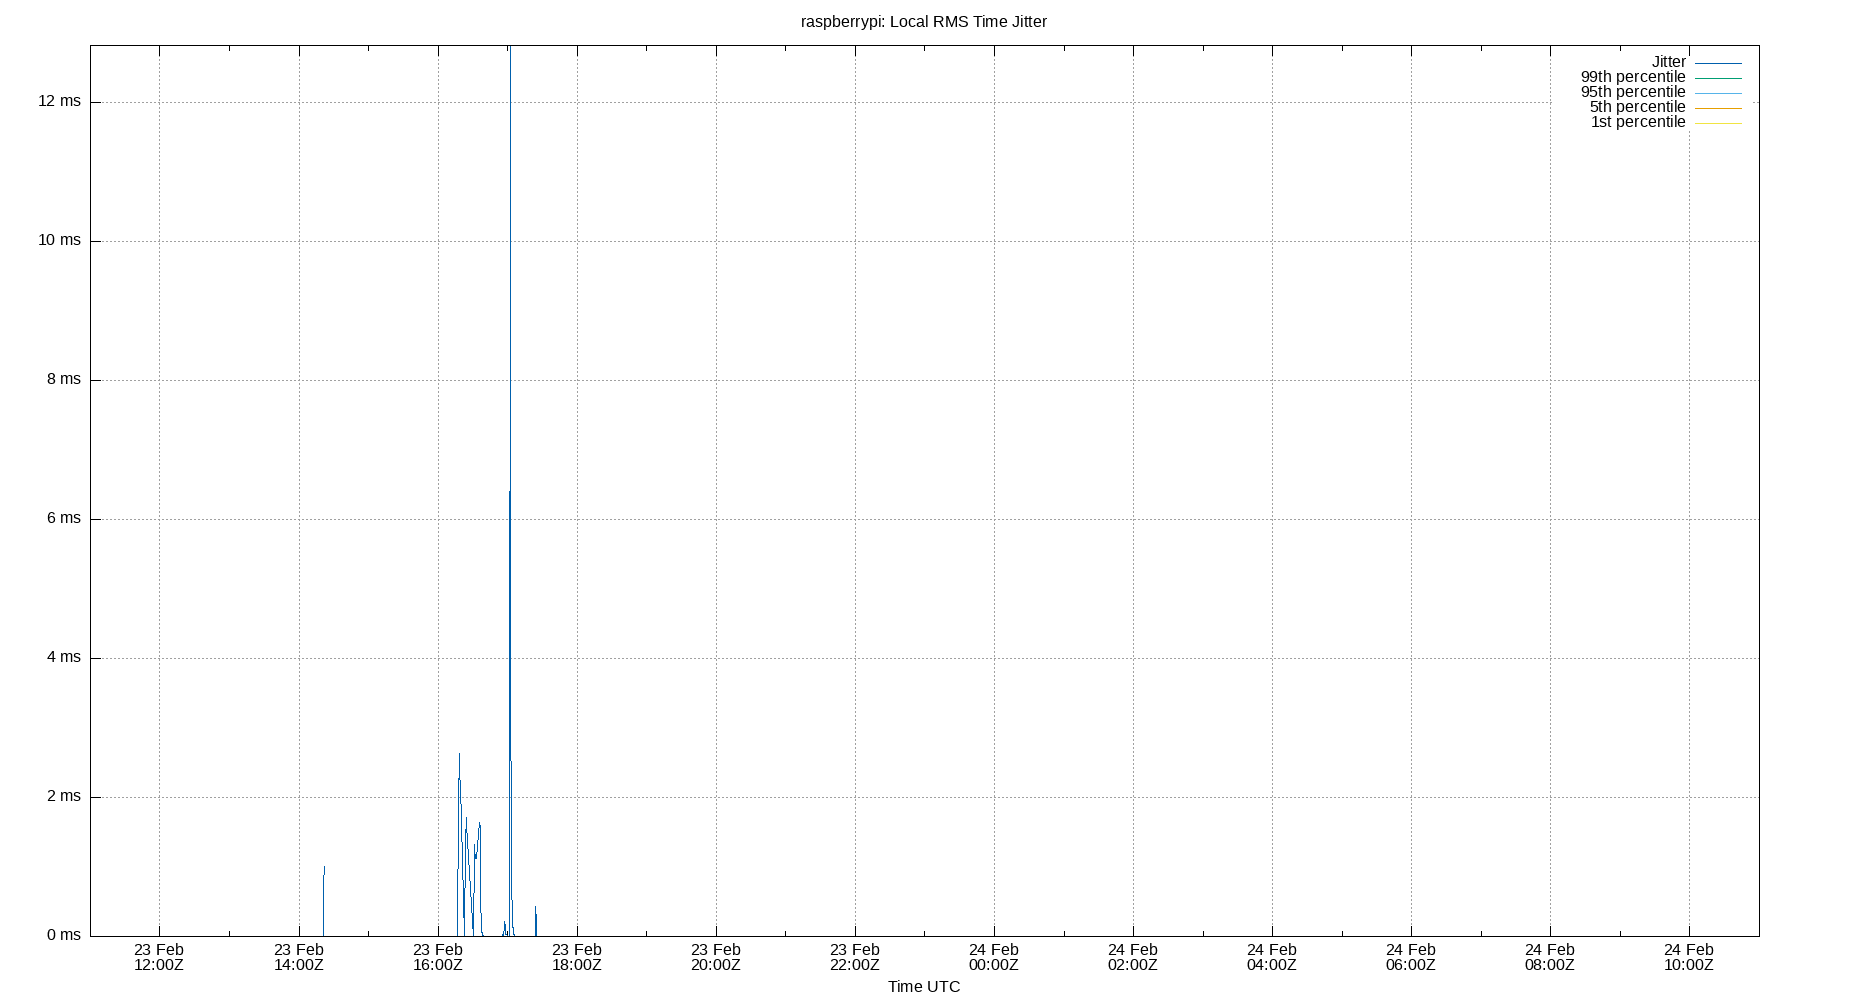 raspberrypi: Local RMS Time Jitter
Jitter
99th percentile
95th percentile
5th percentile
1st percentile
12 ms
10 ms
8 ms
6 ms
4 ms
2 ms
0 ms
23 Feb 23 Feb 23 Feb 23 Feb 23 Feb 23 Feb 24 Feb 24 Feb 24 Feb 24 Feb 24 Feb 24 Feb
12:00Z 14:00Z 16:00Z 18:00Z 20:00Z 22:00Z 00:00Z 02:00Z 04:00Z 06:00Z 08:00Z 10:00Z
Time UTC